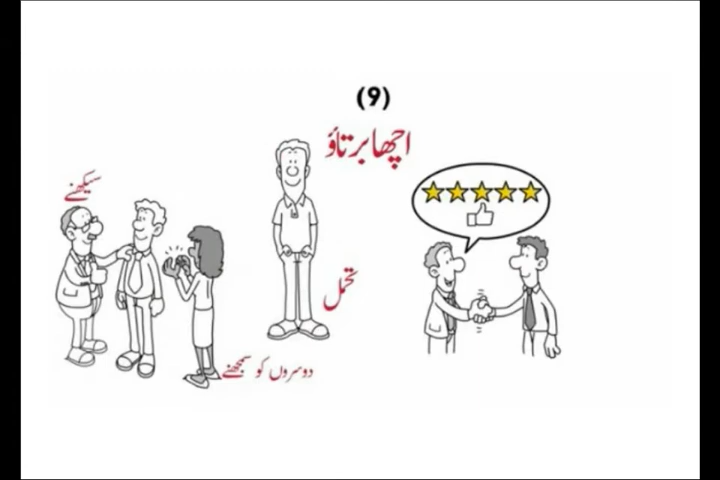 (9)
اچھا برتاؤ
سیکھنے
تحمل
دوسروں کو سمجھنے